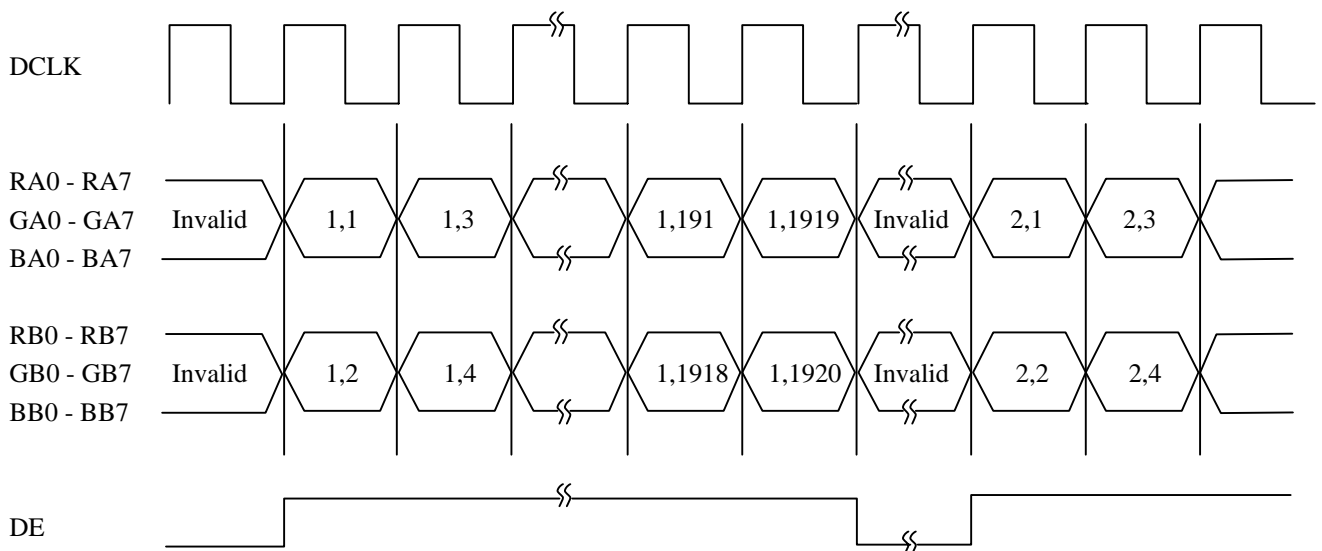 DCLK
RA0 - RA7
GA0 - GA7
BA0 - BA7
Invalid 1,1 1,3 1,191 1,1919 Invalid 2,1 2,3
RB0 - RB7
GB0 - GB7
BB0 - BB7
Invalid 1,2 1,4 1,1918 1,1920 Invalid 2,2 2,4
DE